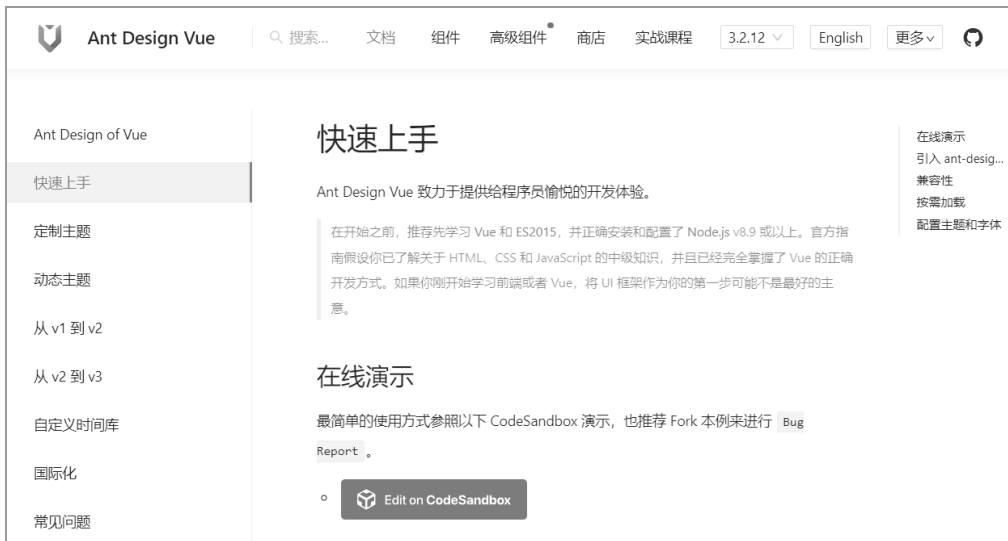 Ant Design Vue 搜索... 文档 组件 高级组件 商店 实战课程 3.2.12 English 更多
Ant Design of Vue
快速上手
定制主题
动态主题
从 v1 到 v2
从 v2 到 v3
自定义时间库
国际化
常见问题
快速上手
Ant Design Vue 致力于提供给程序员愉悦的开发体验。
在开始之前，推荐先学习 Vue 和 ES2015，并正确安装和配置了 Node.js v8.9 或以上。官方指
南假设你已了解关于 HTML、CSS 和 JavaScript 的中级知识，并且已经完全掌握了 Vue 的正确
开发方式。如果你刚开始学习前端或者 Vue，将 UI 框架作为你的第一步可能不是最好的主
意。
在线演示
最简单的使用方式参照以下 CodeSandbox 演示，也推荐 Fork 本例来进行 Bug
Report 。
Edit on CodeSandbox
在线演示
引入 ant-desig...
兼容性
按需加载
配置主题和字体